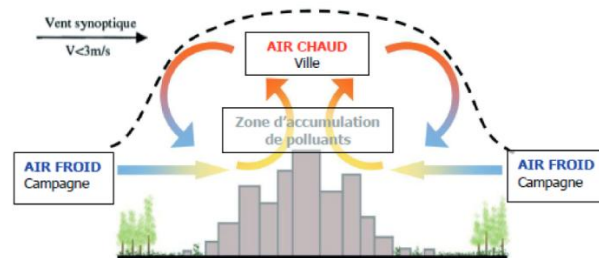 Vent synoptique
V<3m/s
AIR CHAUD
Ville
Zone d'accumulation
de polluants
AIR FROID
Campagne
AIR FROID
Campagne